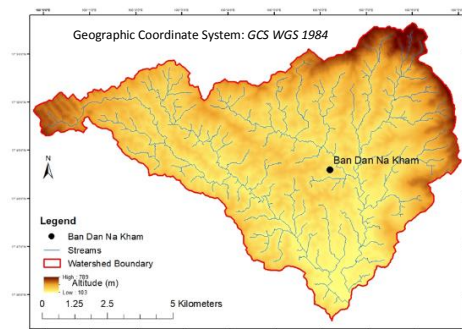 Geographic Coordinate System: GCS WGS 1984
Ban Dan Na Kham
N
Legend
Ban Dan Na Kham
Streams
Watershed Boundary
Altitude (m)
High : 789
Low : 103
0 1.25 2.5 5 Kilometers